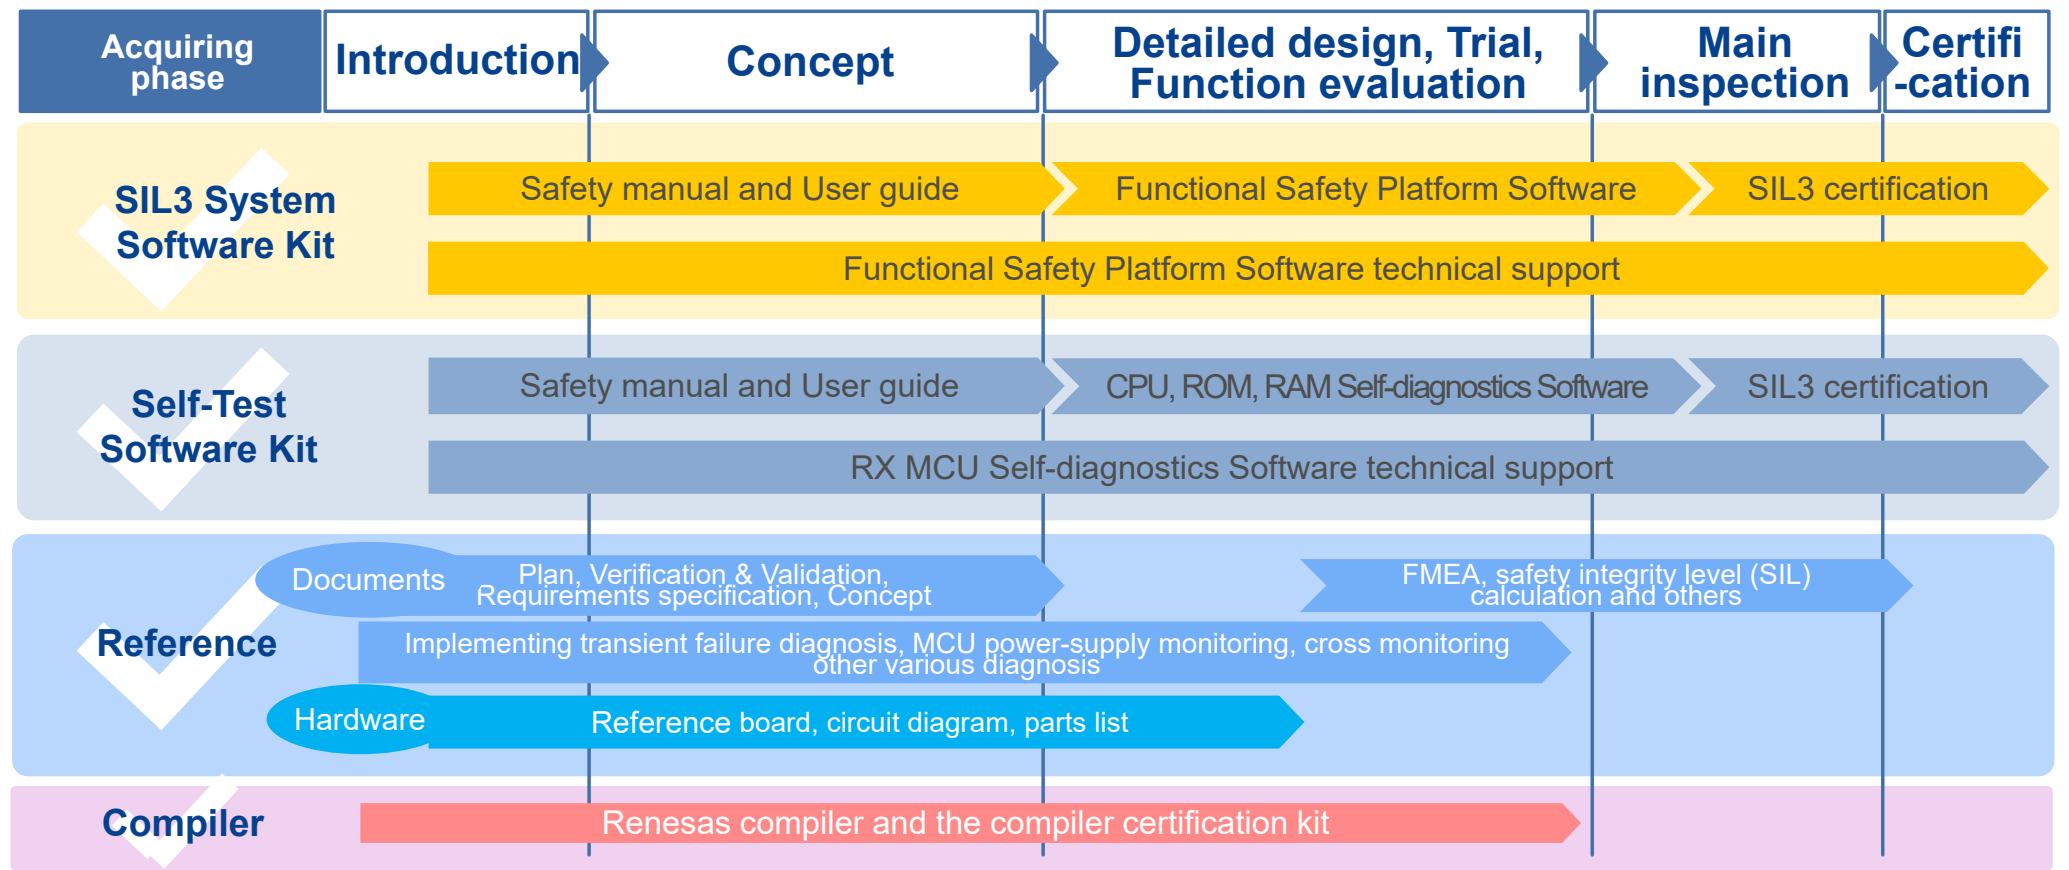 Acquiring
phase
Introduction
Concept
Detailed design, Trial,
Function evaluation
Main
inspection
Certifi
-cation
SIL3 System
Software Kit
Safety manual and User guide
Functional Safety Platform Software
SIL3 certification
Functional Safety Platform Software technical support
Self-Test
Software Kit
Safety manual and User guide
CPU, ROM, RAM Self-diagnostics Software
SIL3 certification
RX MCU Self-diagnostics Software technical support
Reference
Documents
Plan, Verification & Validation,
Requirements specification, Concept
FMEA, safety integrity level (SIL)
calculation and others
Implementing transient failure diagnosis, MCU power-supply monitoring, cross monitoring
other various diagnosis
Hardware
Reference board, circuit diagram, parts list
Compiler
Renesas compiler and the compiler certification kit